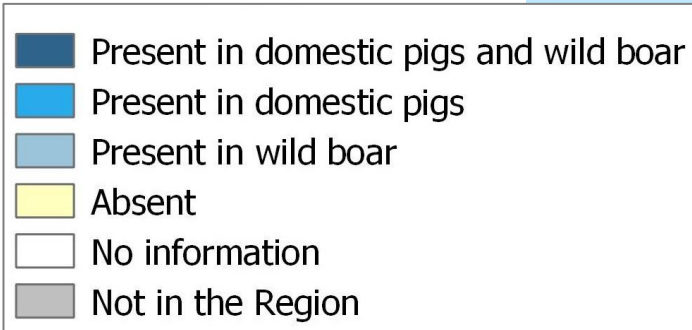 Present in domestic pigs and wild boar
Present in domestic pigs
Present in wild boar
Absent
No information
Not in the Region